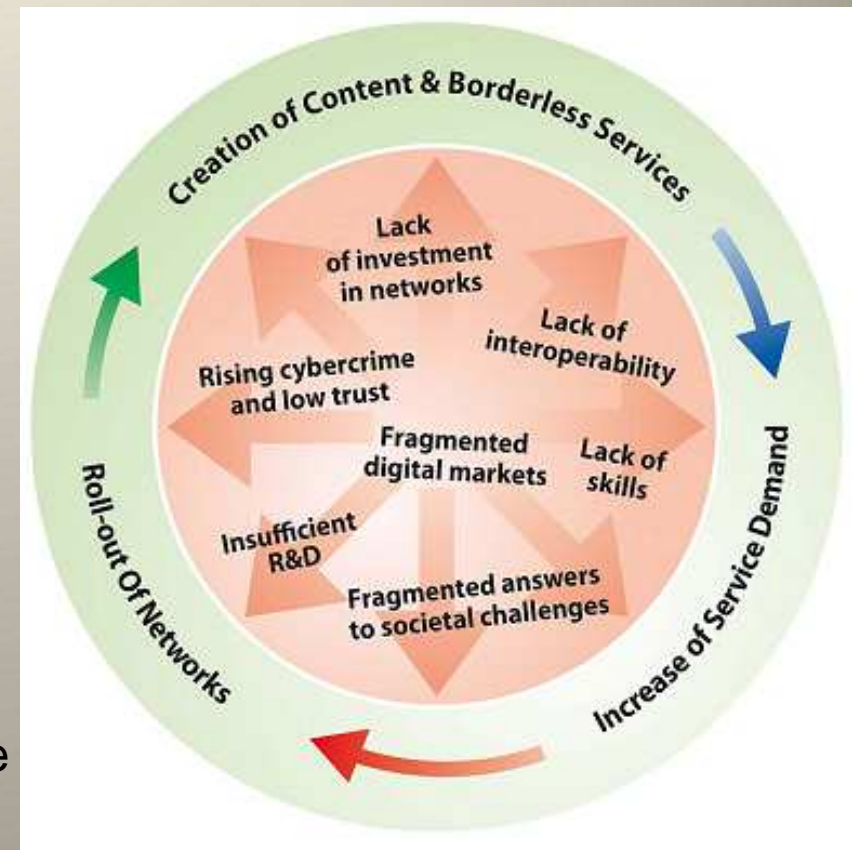 Creation of Content & Borderless Services
Lack
of investment
in networks
Lack of
interoperability
Rising cybercrime
and low trust
Fragmented
digital markets
Lack of
skills
Insufficient
R&D
Fragmented answers
to societal challenges
Increase of Service Demand
Roll-out Of Networks
e